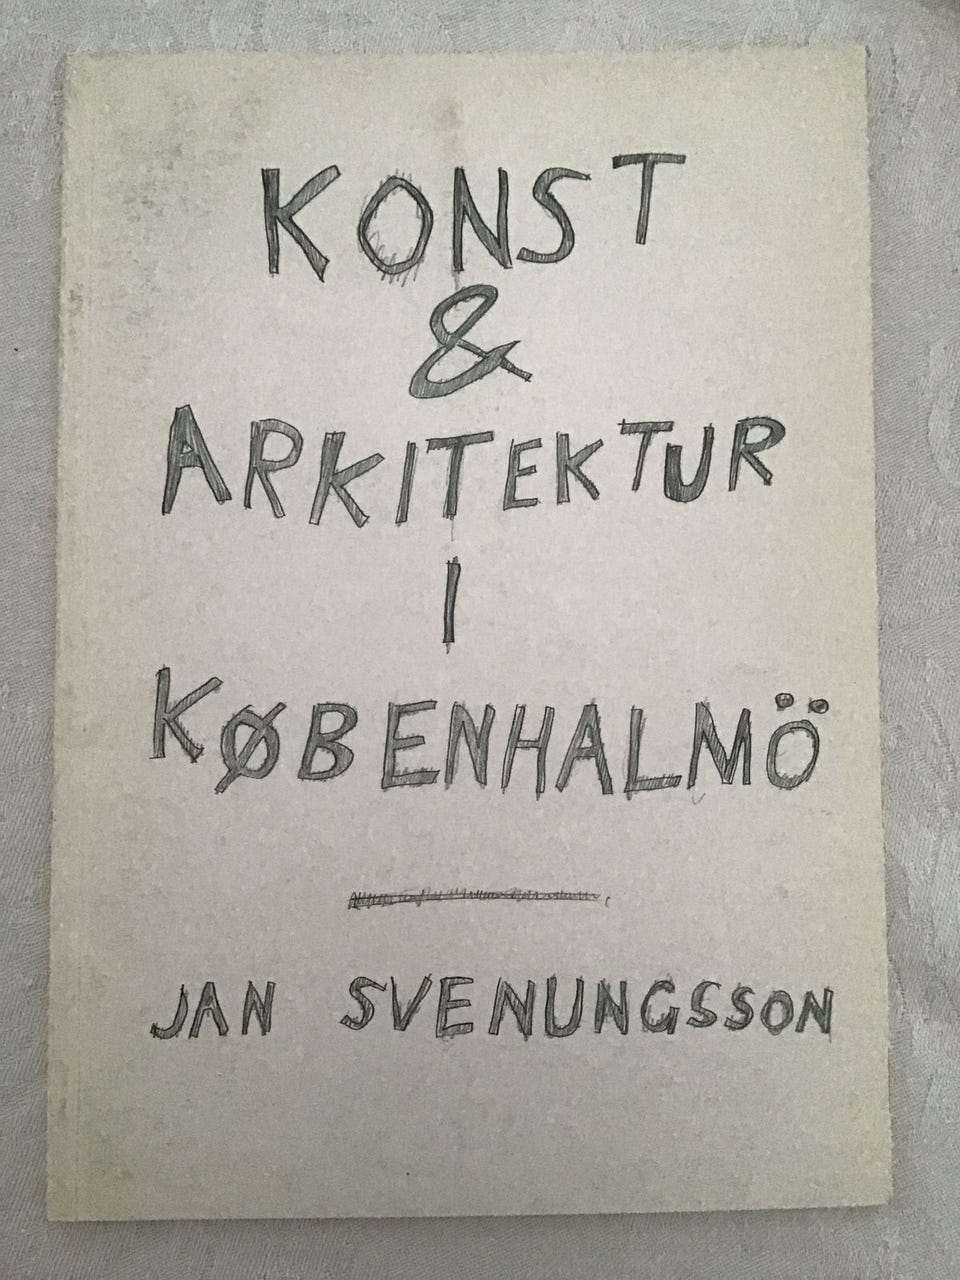 KONST
&
ARKITEKTUR
I
KØBENHALMÖ
JAN SVENUNGSSON